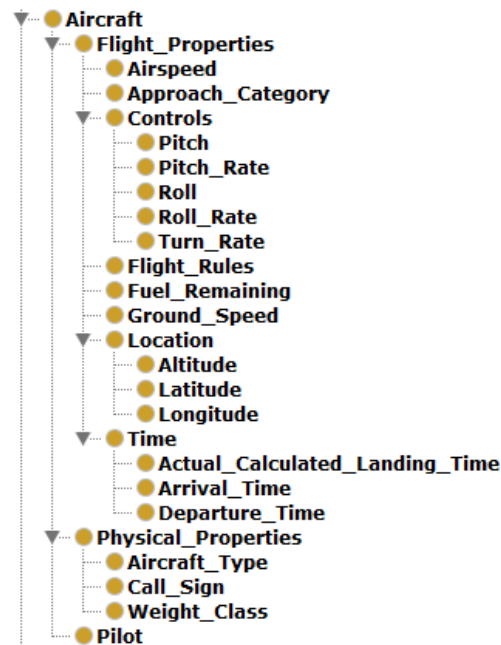 Aircraft
Flight_Properties
Airspeed
Approach_Category
Controls
Pitch
Pitch_Rate
Roll
Roll_Rate
Turn_Rate
Flight_Rules
Fuel_Remaining
Ground_Speed
Location
Altitude
Latitude
Longitude
Time
Actual_Calculated_Landing_Time
Arrival_Time
Departure_Time
Physical_Properties
Aircraft_Type
Call_Sign
Weight_Class
Pilot